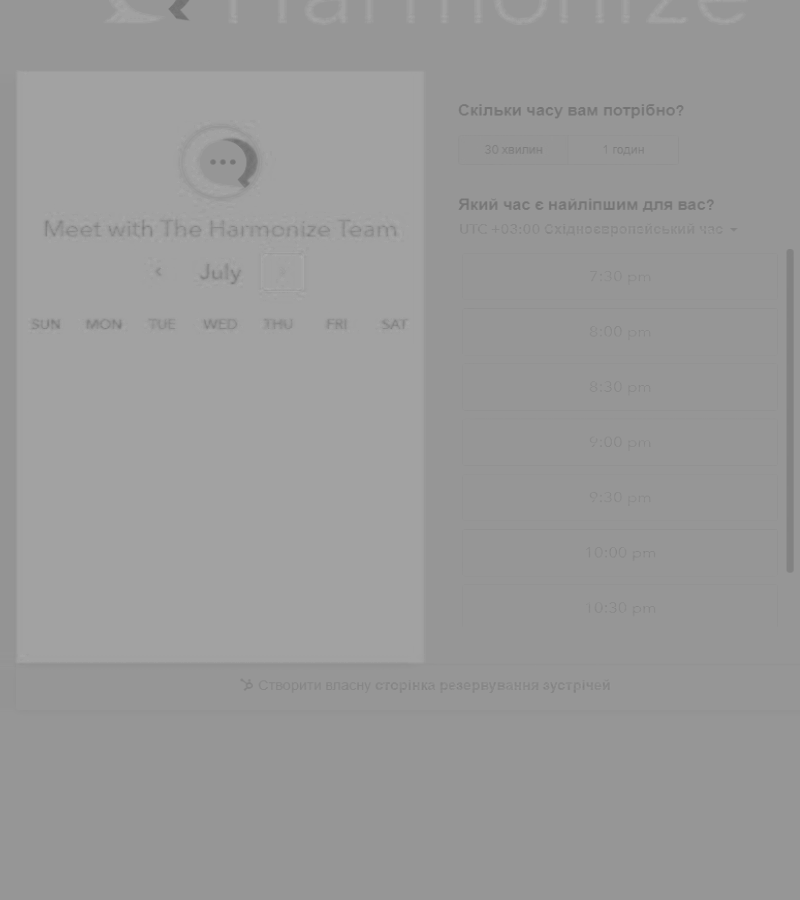 Harmonize
Meet with The Harmonize Team
July
SUN MON TUE WED THU FRI SAT
Скільки часу вам потрібно?
30 хвилин 1 годин
Який час є найліпшим для вас?
UTC +03:00 Східноєвропейський час
7:30 pm
8:00 pm
8:30 pm
9:00 pm
9:30 pm
10:00 pm
10:30 pm
Створити власну сторінка резервування зустрічей